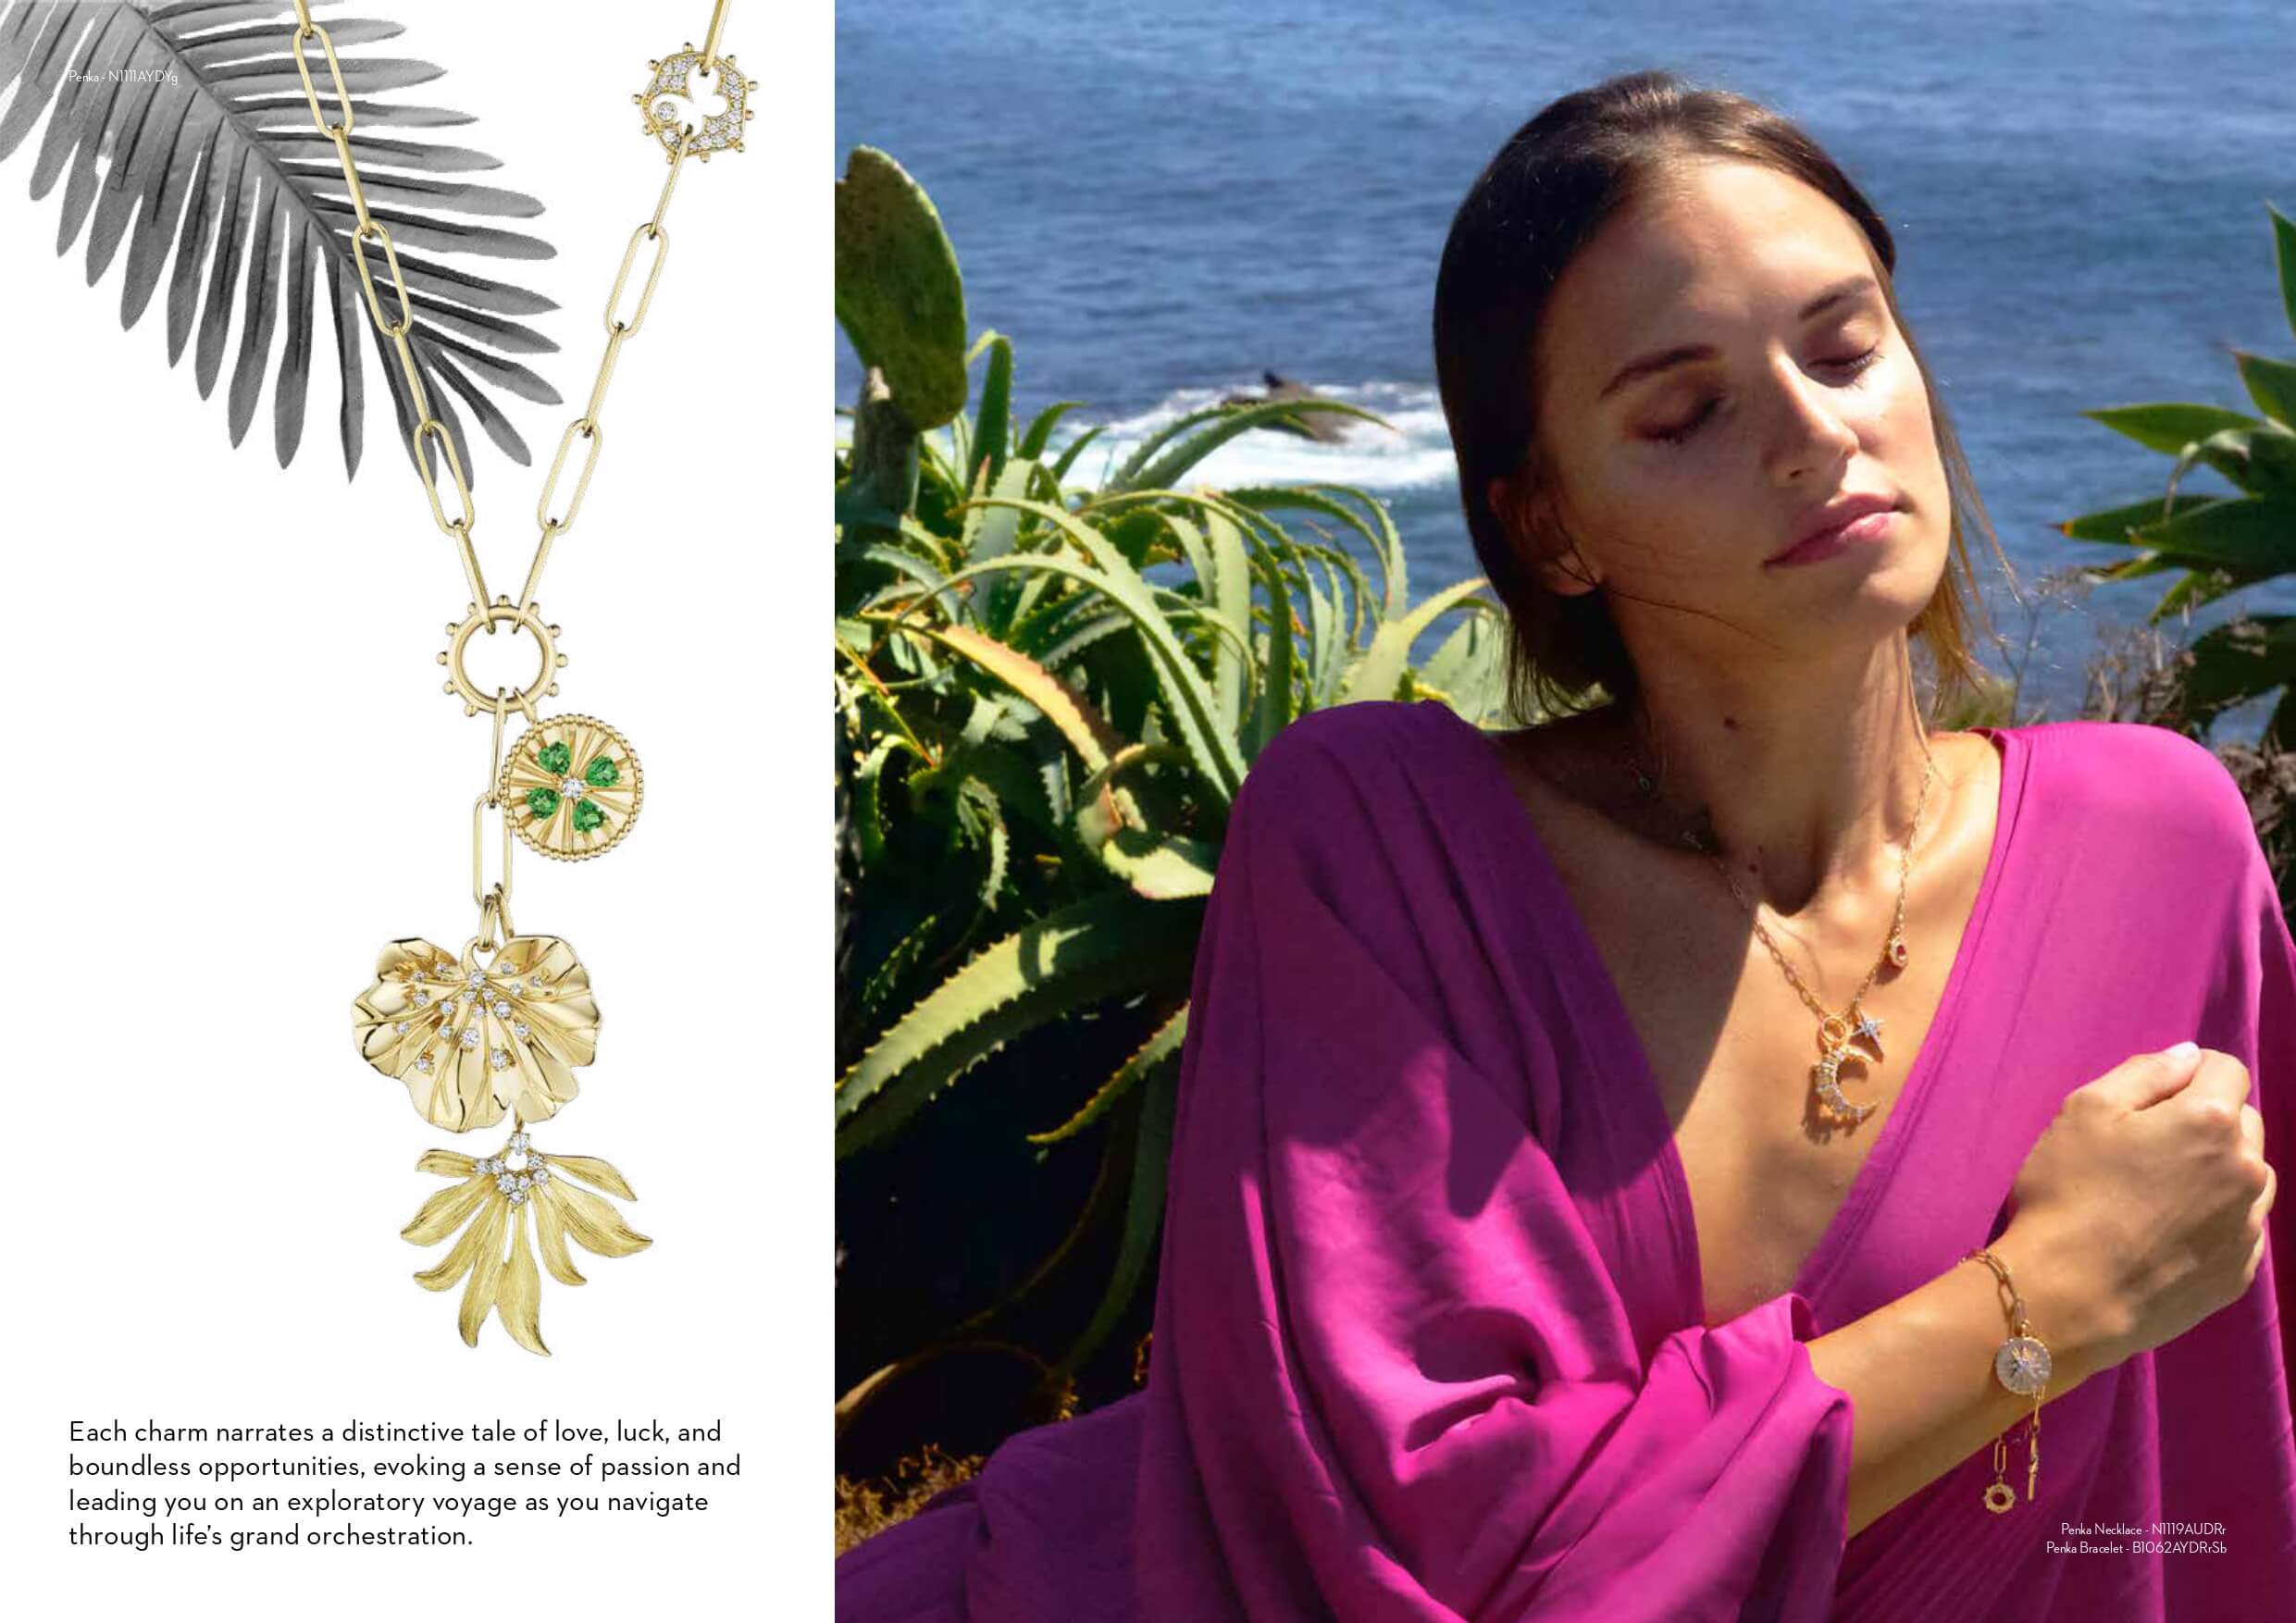 Penka - N1111AYDYg
Each charm narrates a distinctive tale of love, luck, and
boundless opportunities, evoking a sense of passion and
leading you on an exploratory voyage as you navigate
through life's grand orchestration.
Penka Necklace - N1119AUDRr
Penka Bracelet - B1062AYDRrSb